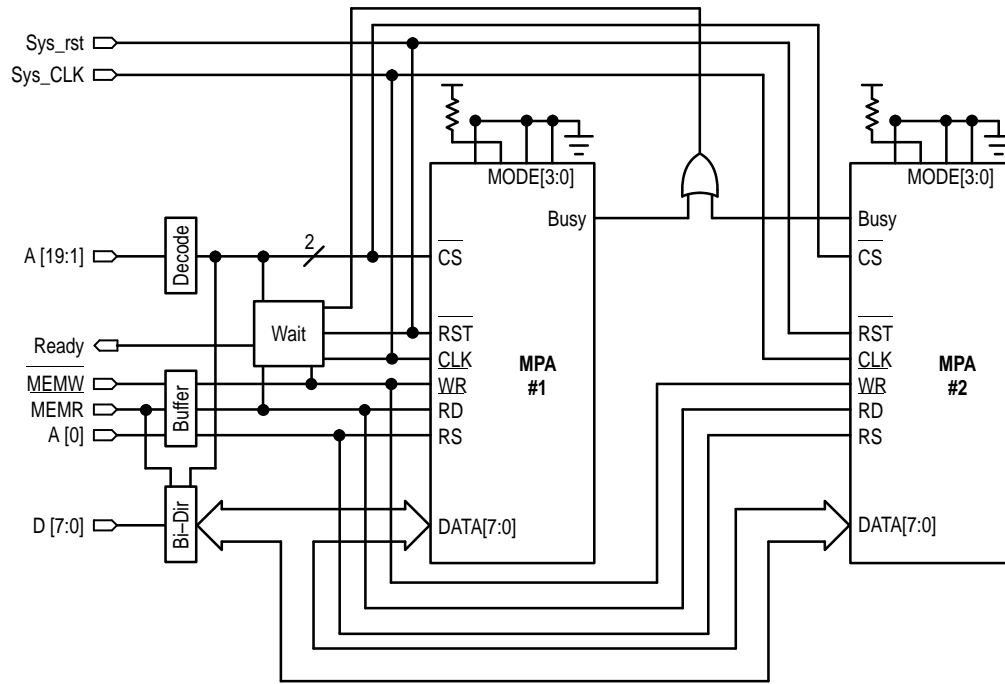 Sys_rst
Sys_CLK
MODE[3:0]
MODE[3:0]
Busy
Busy
A [19:1]
Decode
2
CS
CS
Wait
RST
RST
Ready
CLK
CLK
MPA
#1
MPA
#2
MEMW
Buffer
WR
WR
MEMR
RD
RD
A [0]
RS
RS
D [7:0]
Bi–Dir
DATA[7:0]
DATA[7:0]